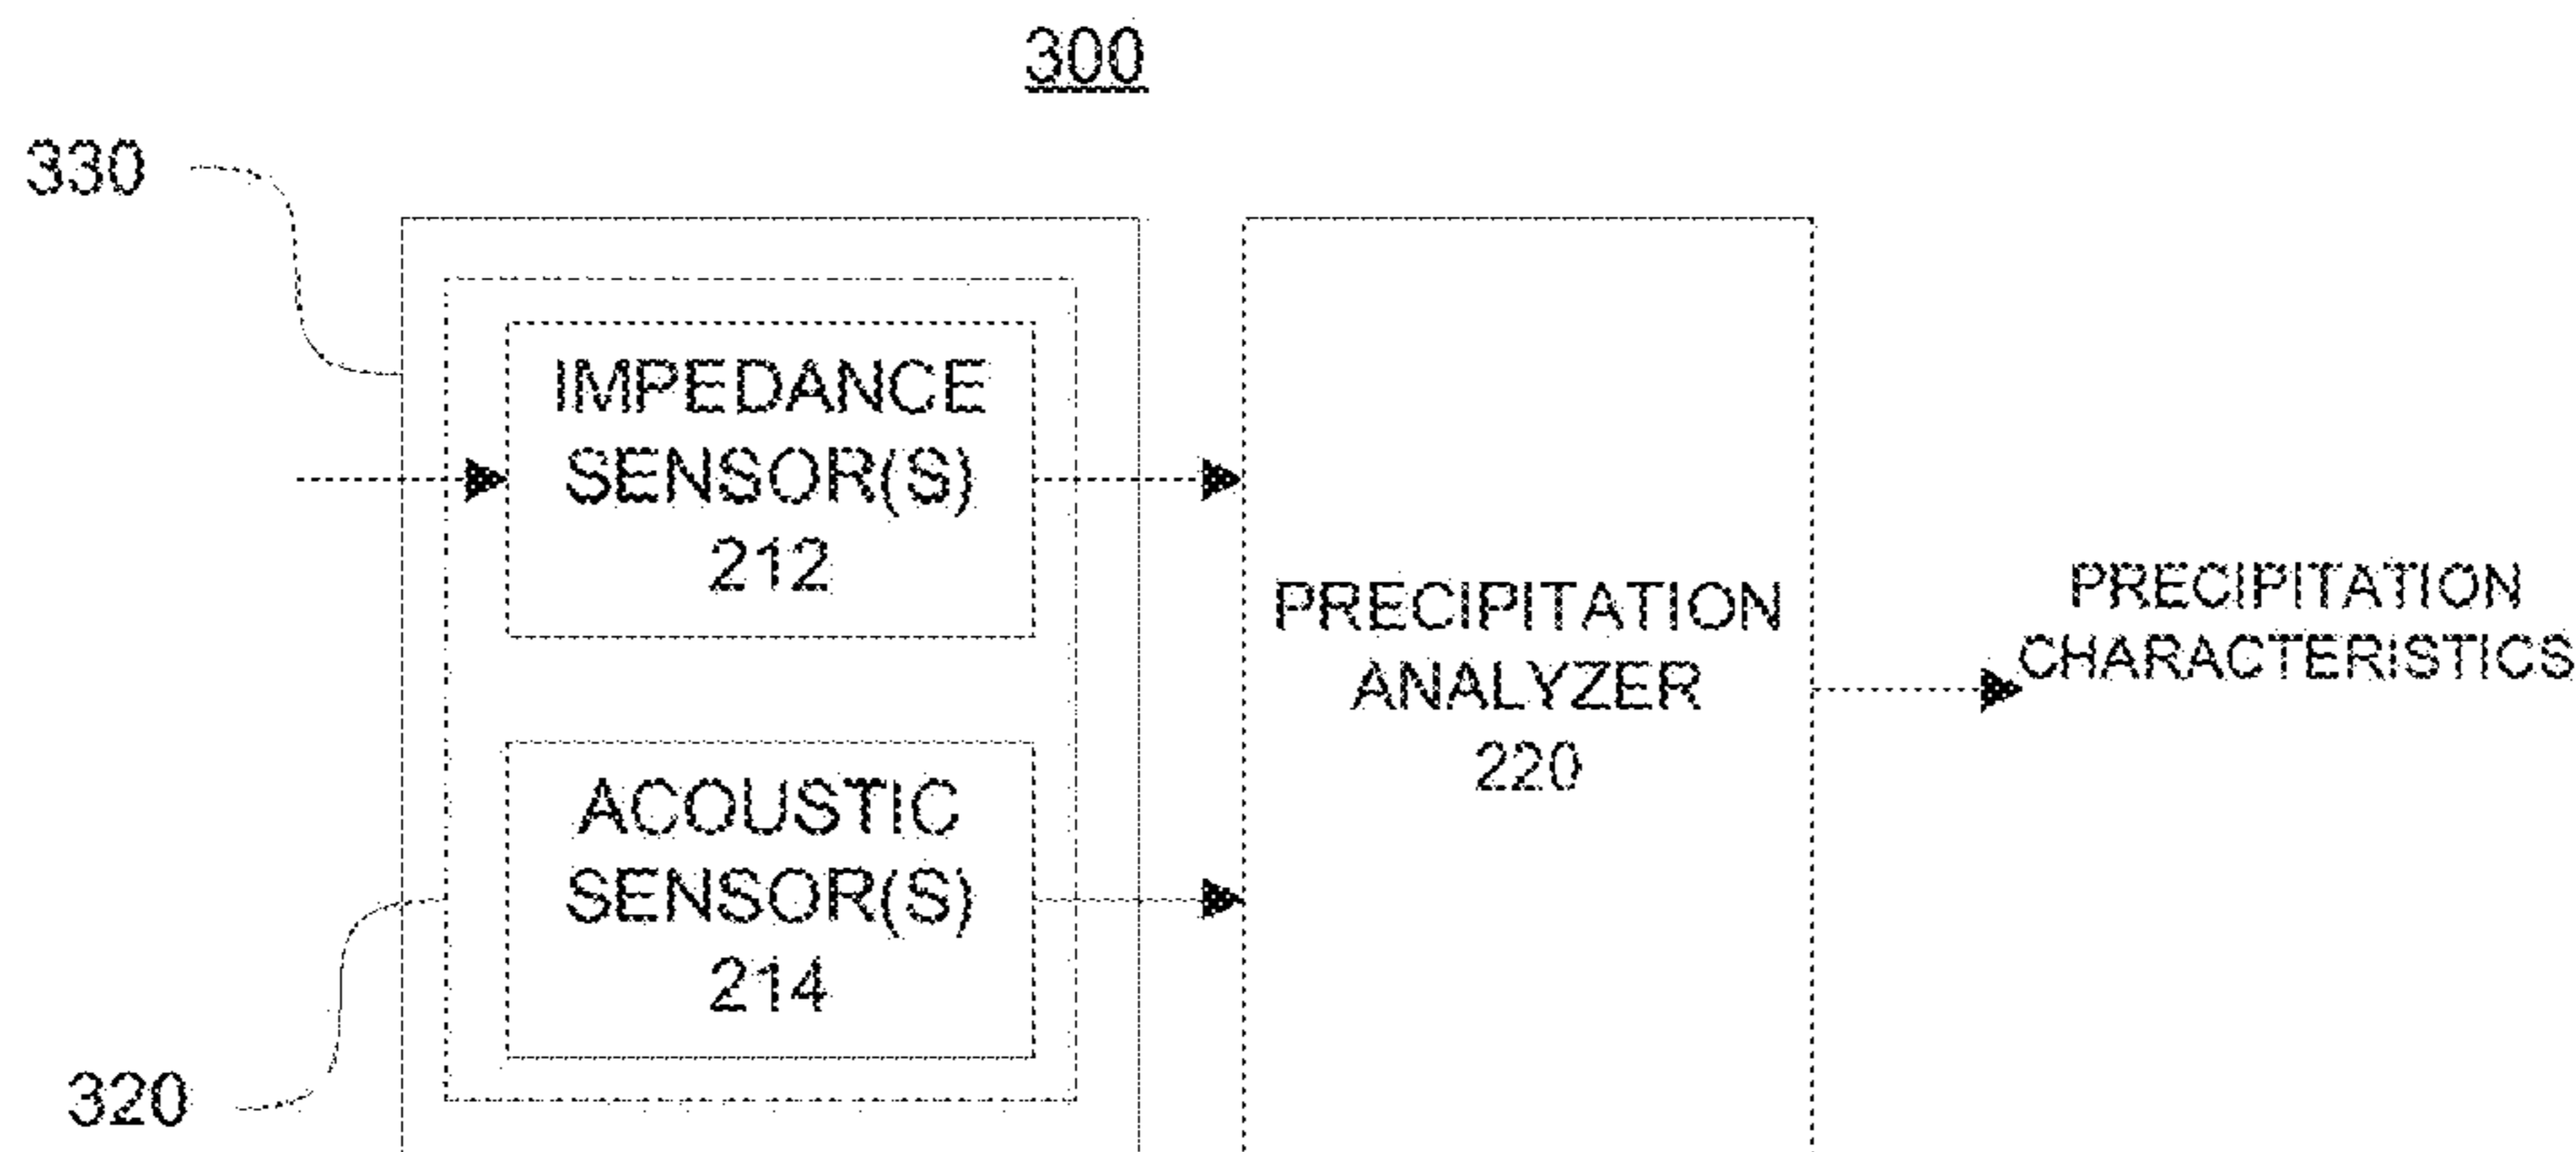 300
330
IMPEDANCE
SENSOR(S)
212
ACOUSTIC
SENSOR(S)
214
320
PRECIPITATION
ANALYZER
220
PRECIPITATION
CHARACTERISTICS